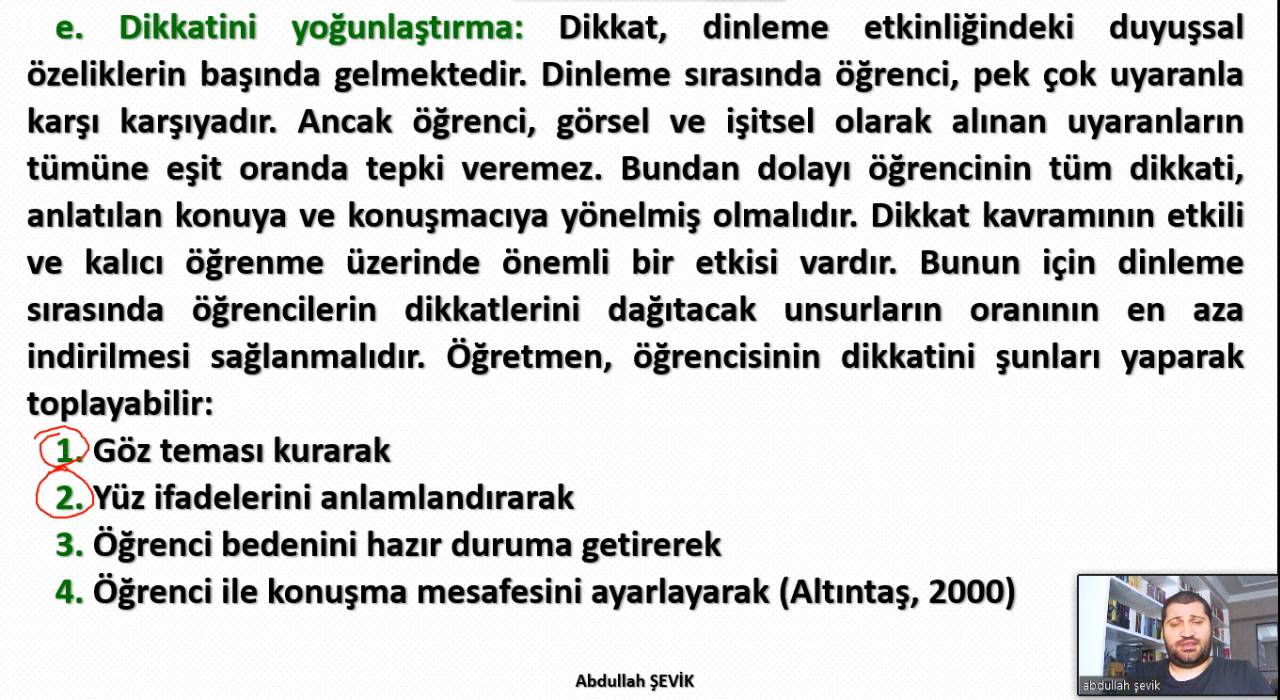 e. Dikkatini yoğunlaştırma: Dikkat, dinleme etkinliğindeki duyuşsal
özeliklerin başında gelmektedir. Dinleme sırasında öğrenci, pek çok uyaranla
karşı karşıyadır. Ancak öğrenci, görsel ve işitsel olarak alınan uyaranların
tümüne eşit oranda tepki veremez. Bundan dolayı öğrencinin tüm dikkati,
anlatılan konuya ve konuşmacıya yönelmiş olmalıdır. Dikkat kavramının etkili
ve kalıcı öğrenme üzerinde önemli bir etkisi vardır. Bunun için dinleme
sırasında öğrencilerin dikkatlerini dağıtacak unsurların oranının en aza
indirilmesi sağlanmalıdır. Öğretmen, öğrencisinin dikkatini şunları yaparak
toplayabilir:
1. Göz teması kurarak
2. Yüz ifadelerini anlamlandırarak
3. Öğrenci bedenini hazır duruma getirerek
4. Öğrenci ile konuşma mesafesini ayarlayarak (Altıntaş, 2000)
Abdullah ŞEVİK
abdullah şevik